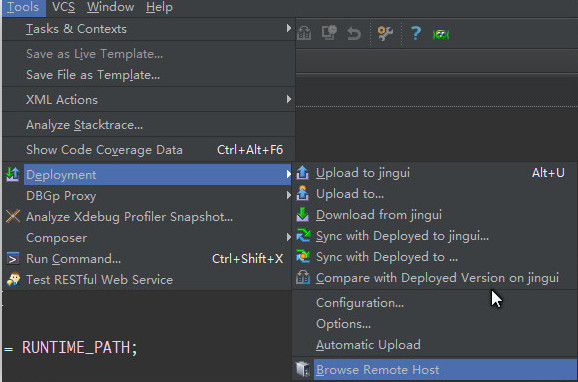 Tools VCS Window Help
Tasks & Contexts
Save as Live Template...
Save File as Template...
XML Actions
Analyze Stacktrace...
Show Code Coverage Data Ctrl+Alt+F6
Deployment
DBGp Proxy
Analyze Xdebug Profiler Snapshot...
Composer
Run Command... Ctrl+Shift+X
Test RESTful Web Service
Upload to jingui Alt+U
Upload to...
Download from jingui
Sync with Deployed to jingui...
Sync with Deployed to ...
Compare with Deployed Version on jingui
Configuration...
Options...
Automatic Upload
Browse Remote Host
= RUNTIME_PATH;